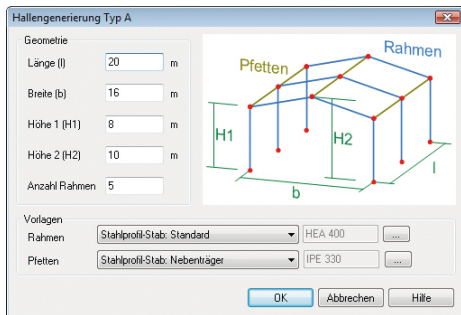 Hallengenerierung Typ A
Geometrie
Länge (l) 20 m
Breite (b) 16 m
Höhe 1 (H1) 8 m
Höhe 2 (H2) 10 m
Anzahl Rahmen 5
Rahmen
Pfetten
H1
H2
l
b
Vorlagen
Rahmen Stahlprofil-Stab: Standard HEA 400 ...
Pfetten Stahlprofil-Stab: Nebenträger IPE 330 ...
OK Abbrechen Hilfe